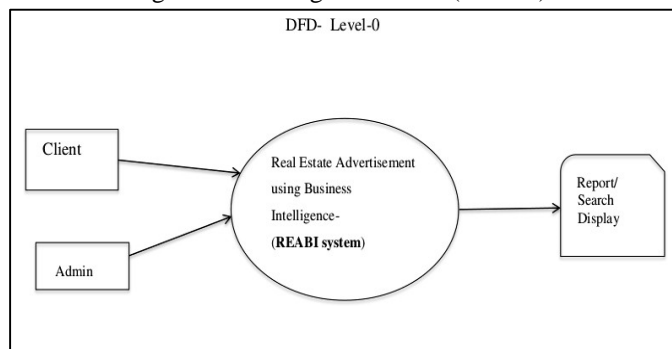 DFD- Level-0
Client
Admin
Real Estate Advertisement
using Business
Intelligence-
(REABI system)
Report/
Search
Display